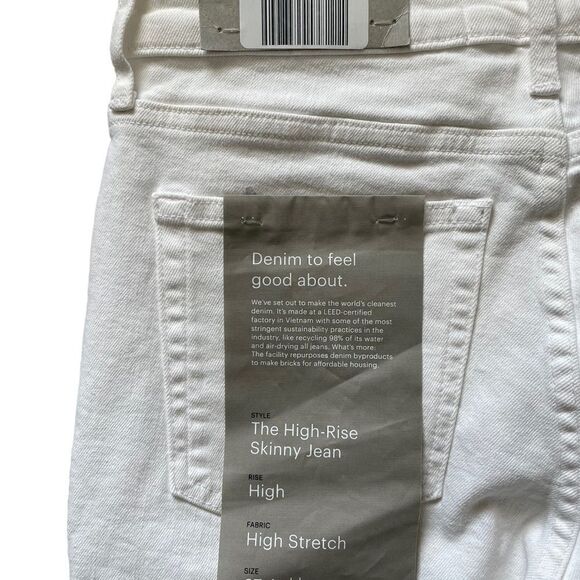 Denim to feel
good about.
We've set out to make the world's cleanest
denim. It's made at a LEED-certified
factory in Vietnam with some of the most
stringent sustainability practices in the
industry, like recycling 98% of its water
and air-drying all jeans. What's more:
The facility repurposes denim byproducts
to make bricks for affordable housing.
STYLE
The High-Rise
Skinny Jean
RISE
High
FABRIC
High Stretch
SIZE